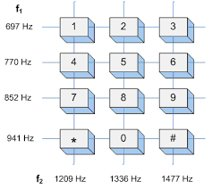 f1
697 Hz 1 2 3
770 Hz 4 5 6
852 Hz 7 8 9
941 Hz * 0 #
f2 1209 Hz 1336 Hz 1477 Hz